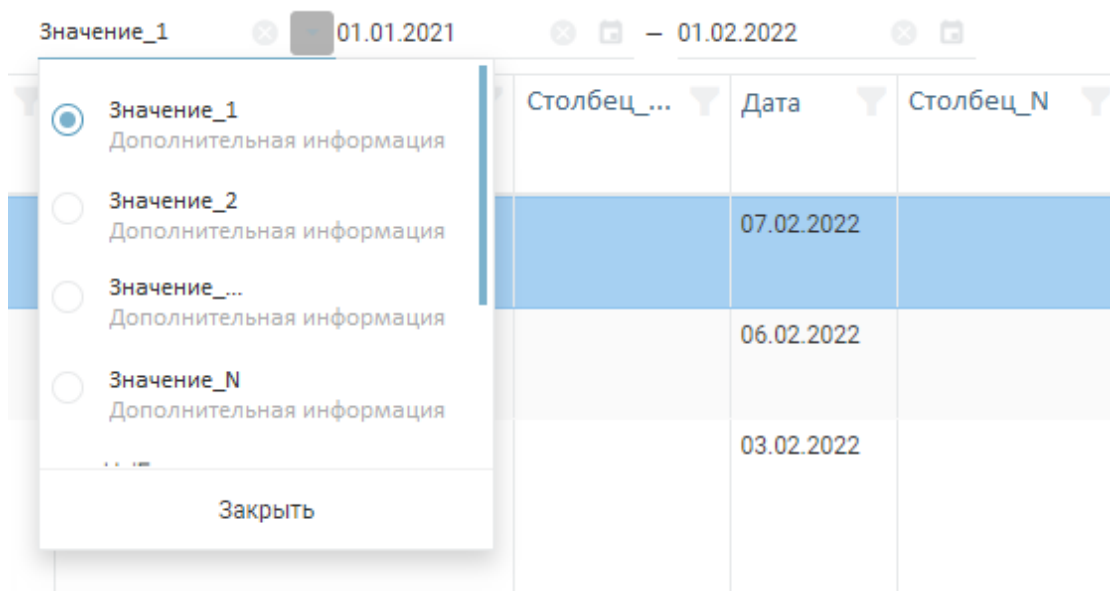 Значение_1 01.01.2021 – 01.02.2022
Столбец_... Дата Столбец_N
Значение_1
Дополнительная информация
Значение_2
Дополнительная информация
07.02.2022
Значение_...
Дополнительная информация
06.02.2022
Значение_N
Дополнительная информация
03.02.2022
Закрыть